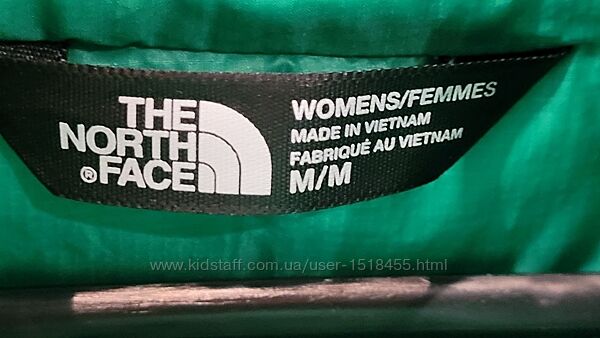 THE
NORTH
®FACE
WOMENS/FEMMES
MADE IN VIETNAM
FABRIQUÉ AU VIETNAM
M/M
www.kidstaff.com.ua/user-1518455.html